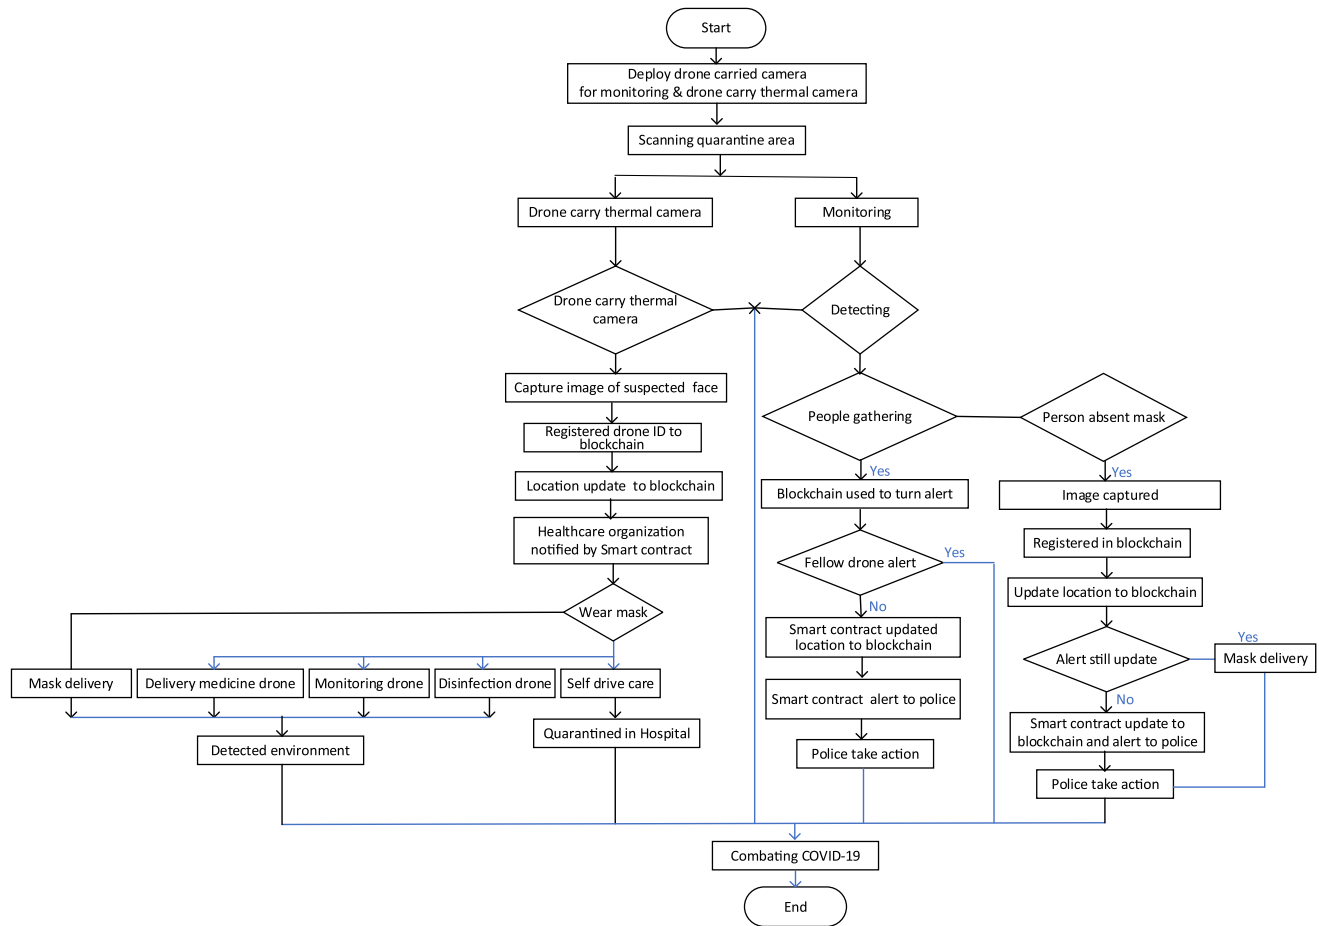 Start
Deploy drone carried camera
for monitoring & drone carry thermal camera
Scanning quarantine area
Drone carry thermal camera
Monitoring
Drone carry thermal
camera
Detecting
Capture image of suspected face
People gathering
Person absent mask
Registered drone ID to
blockchain
Yes
Yes
Location update to blockchain
Blockchain used to turn alert
Image captured
Healthcare organization
notified by Smart contract
Registered in blockchain
Fellow drone alert
Yes
Update location to blockchain
Wear mask
No
Smart contract updated
location to blockchain
Alert still update
Yes
Mask delivery
Mask delivery
Delivery medicine drone
Monitoring drone
Disinfection drone
Self drive care
Smart contract alert to police
No
Smart contract update to
blockchain and alert to police
Quarantined in Hospital
Detected environment
Police take action
Police take action
Combating COVID-19
End